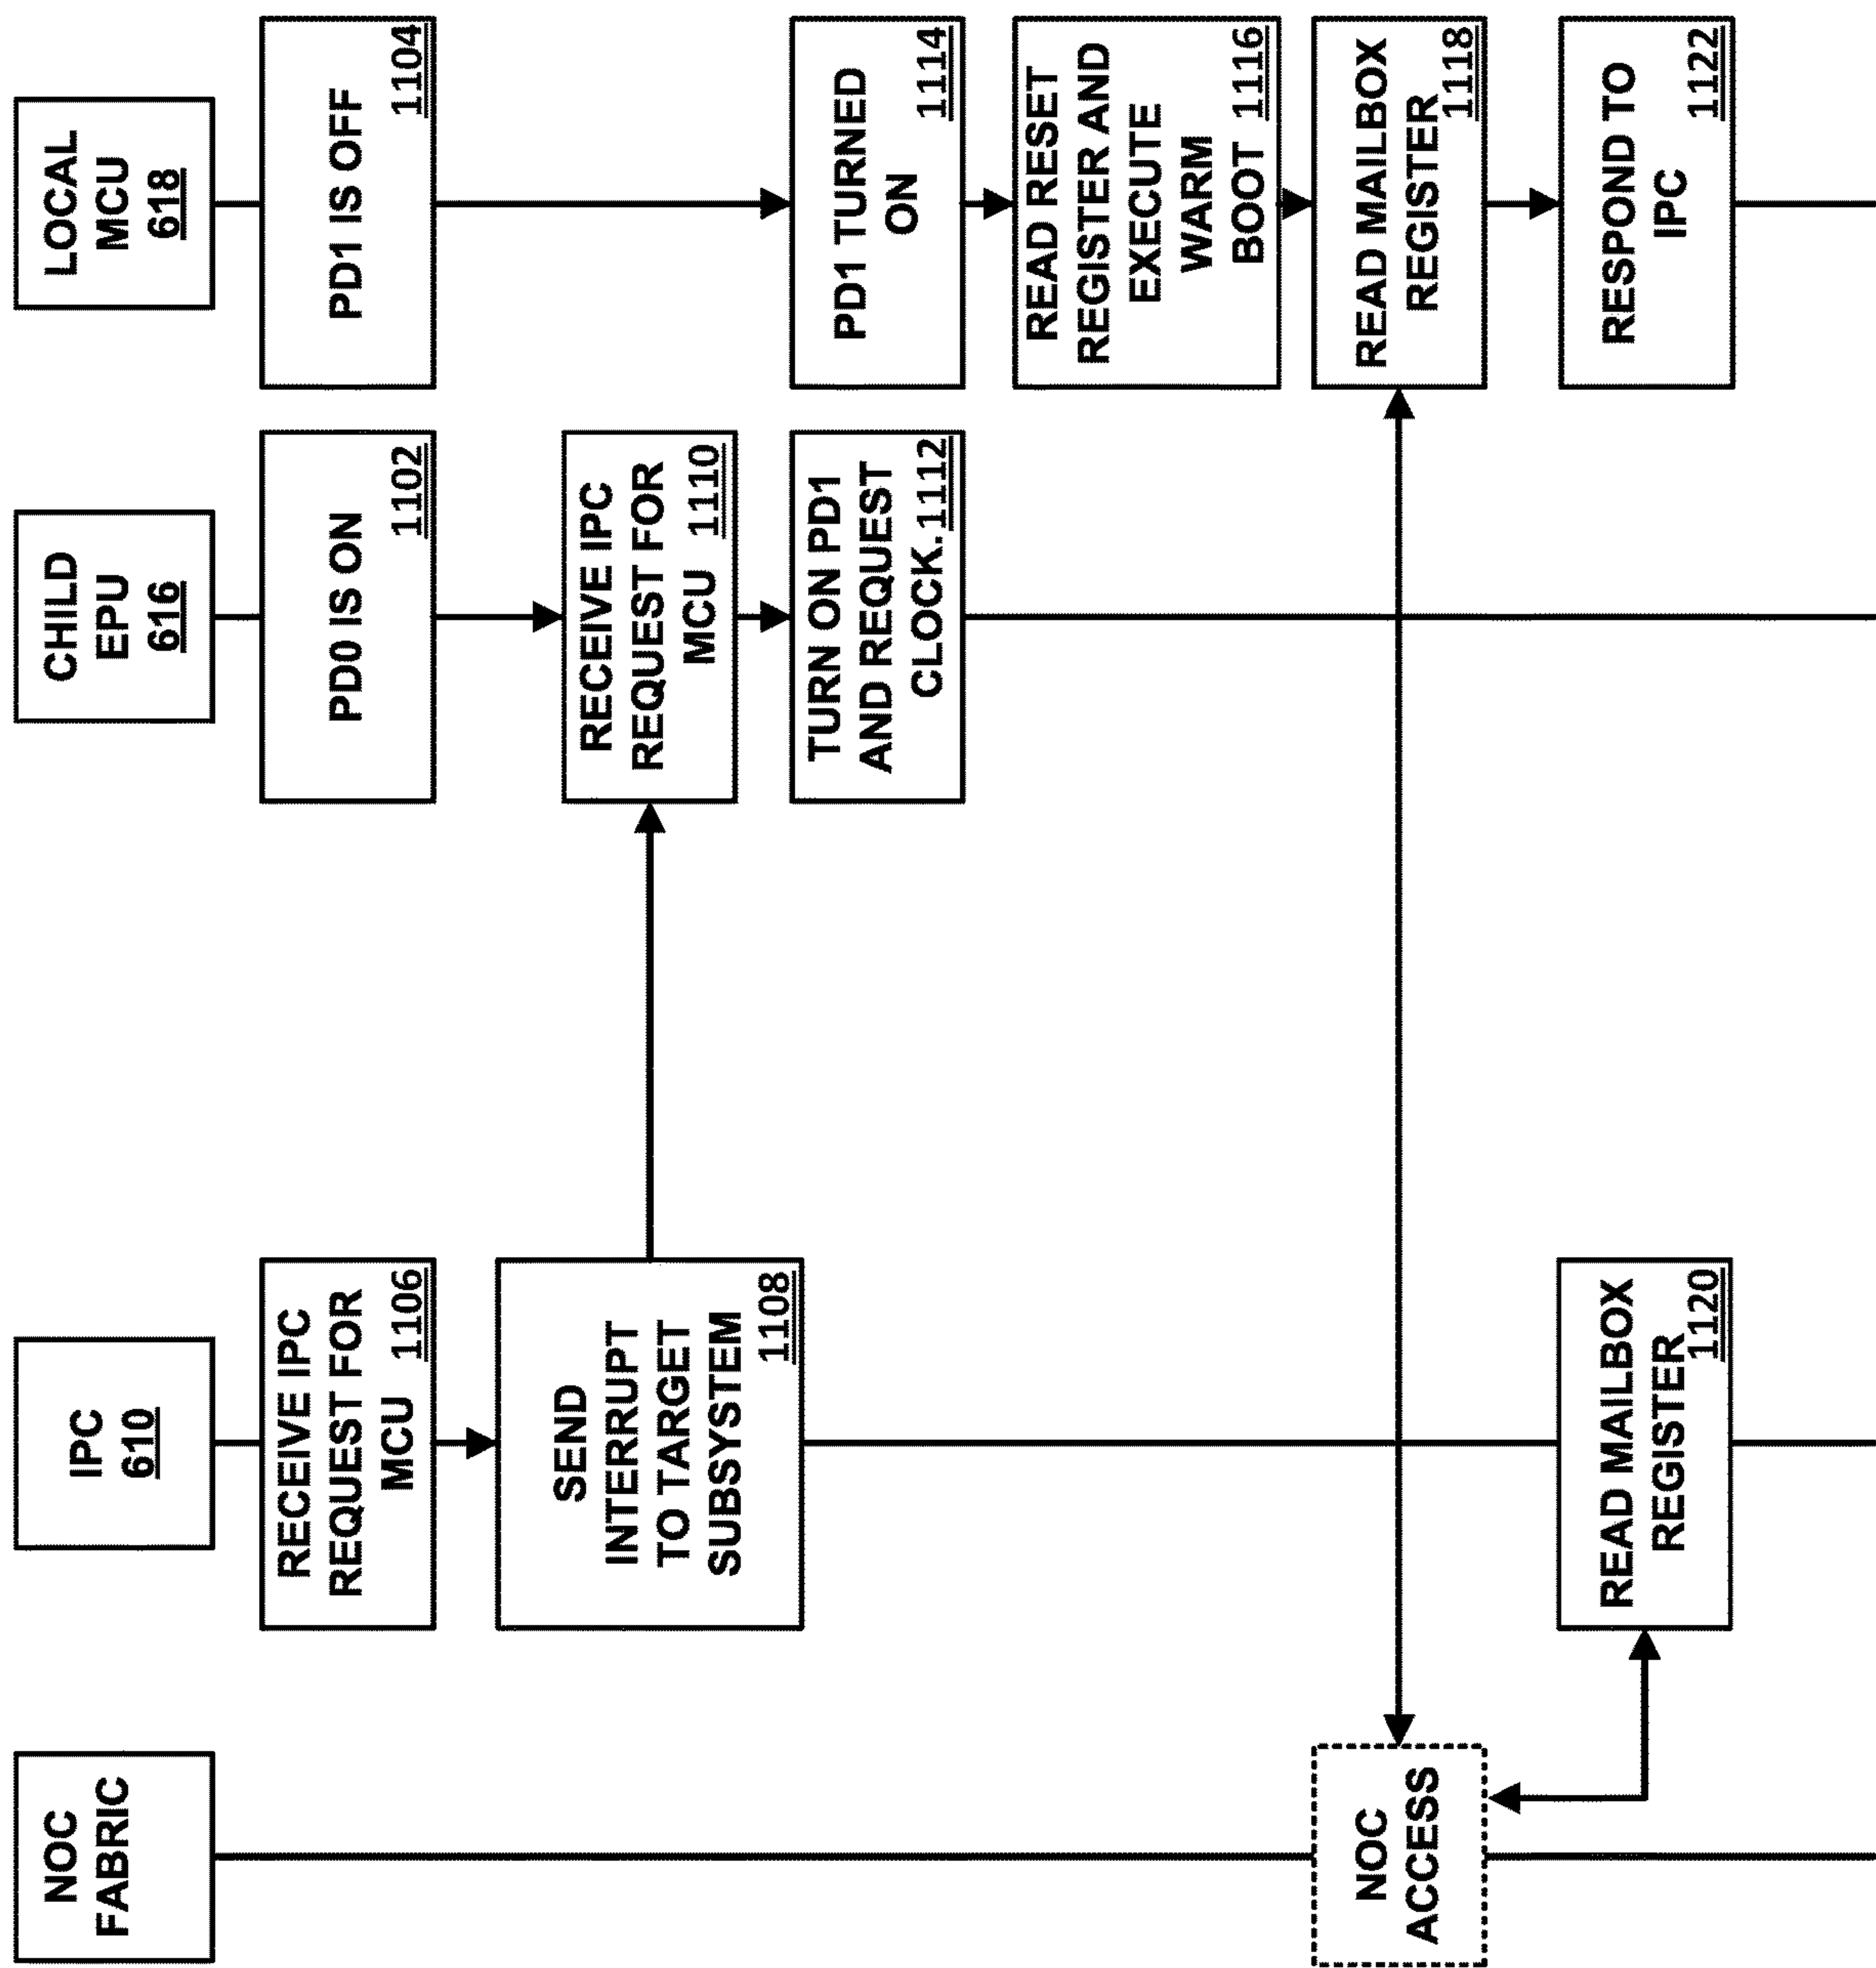 NOC
FABRIC
IPC
610
CHILD
EPU
616
LOCAL
MCU
618
RECEIVE IPC
REQUEST FOR
MCU 1106
PD0 IS ON
1102
PD1 IS OFF
1104
SEND
INTERRUPT
TO TARGET
SUBSYSTEM
1108
RECEIVE IPC
REQUEST FOR
MCU 1110
TURN ON PD1
AND REQUEST
CLOCK. 1112
PD1 TURNED
ON 1114
READ RESET
REGISTER AND
EXECUTE
WARM
BOOT 1116
NOC
ACCESS
READ MAILBOX
REGISTER
1118
READ MAILBOX
REGISTER
1120
RESPOND TO
IPC
1122